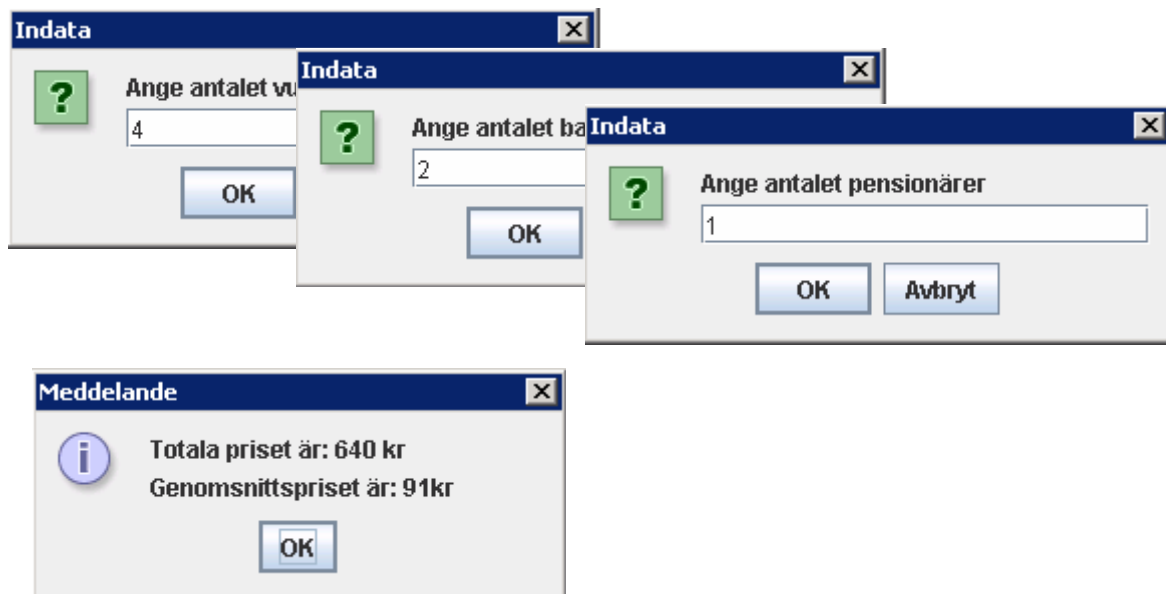 Indata
Ange antalet vu
4
OK
Indata
Ange antalet ba
2
OK
Indata
Ange antalet pensionärer
1
OK Avbryt
Meddelande
Totala priset är: 640 kr
Genomsnittspriset är: 91kr
OK